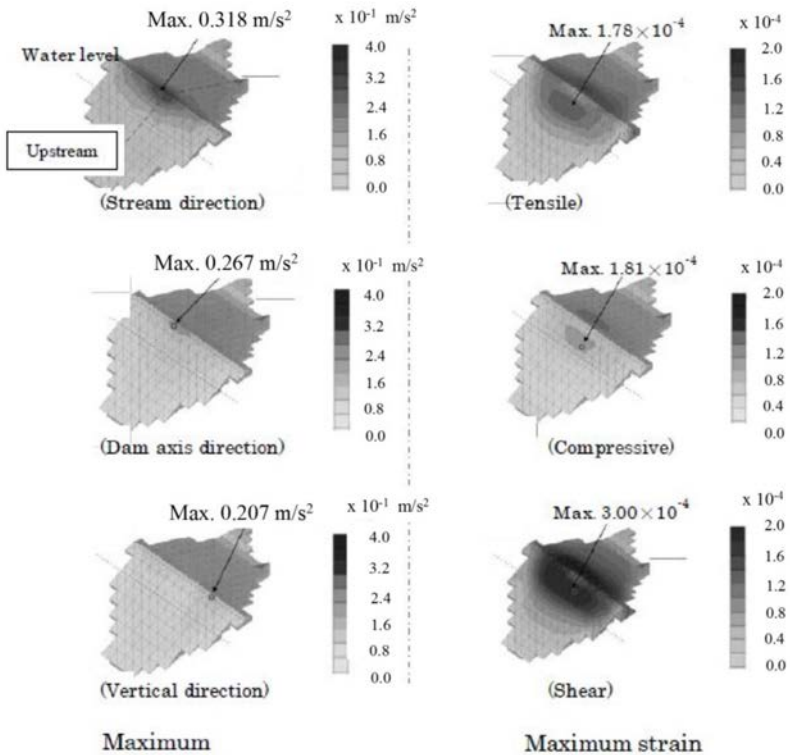 Max. 0.318 m/s²
x 10⁻¹ m/s²
Water level
4.0
3.2
2.4
1.6
0.8
0.0
Upstream
(Stream direction)
Max. 1.78×10⁻⁴
x 10⁻⁴
2.0
1.6
1.2
0.8
0.4
0.0
(Tensile)
Max. 0.267 m/s²
x 10⁻¹ m/s²
4.0
3.2
2.4
1.6
0.8
0.0
(Dam axis direction)
Max. 1.81×10⁻⁴
x 10⁻⁴
2.0
1.6
1.2
0.8
0.4
0.0
(Compressive)
Max. 0.207 m/s²
x 10⁻¹ m/s²
4.0
3.2
2.4
1.6
0.8
0.0
(Vertical direction)
Max. 3.00×10⁻⁴
x 10⁻⁴
2.0
1.6
1.2
0.8
0.4
0.0
(Shear)
Maximum
Maximum strain